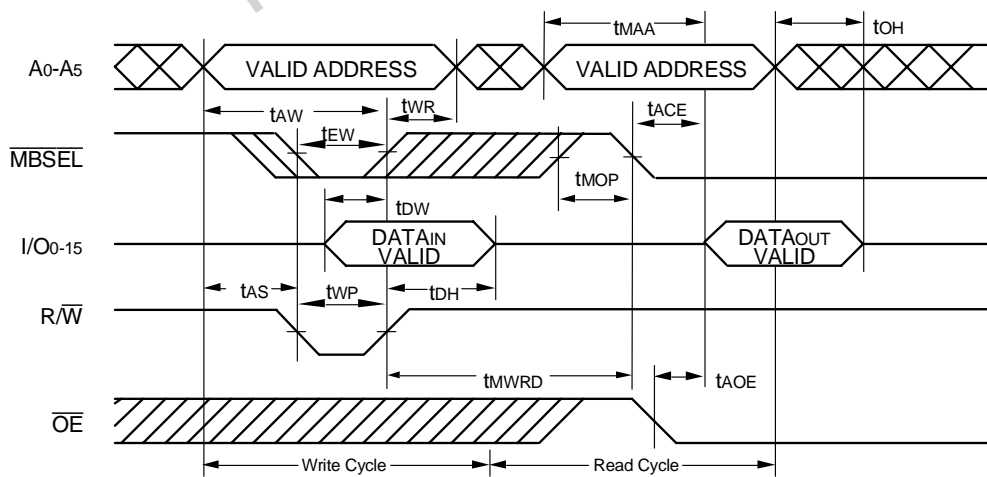 tMAA
tOH
A0-A5
VALID ADDRESS
VALID ADDRESS
tAW
tWR
tACE
tEW
MBSEL
tMOP
tDW
I/O0-15
DATAIN
VALID
DATAOUT
VALID
tAS
tWP
tDH
R/W
tMWRD
tAOE
OE
Write Cycle
Read Cycle